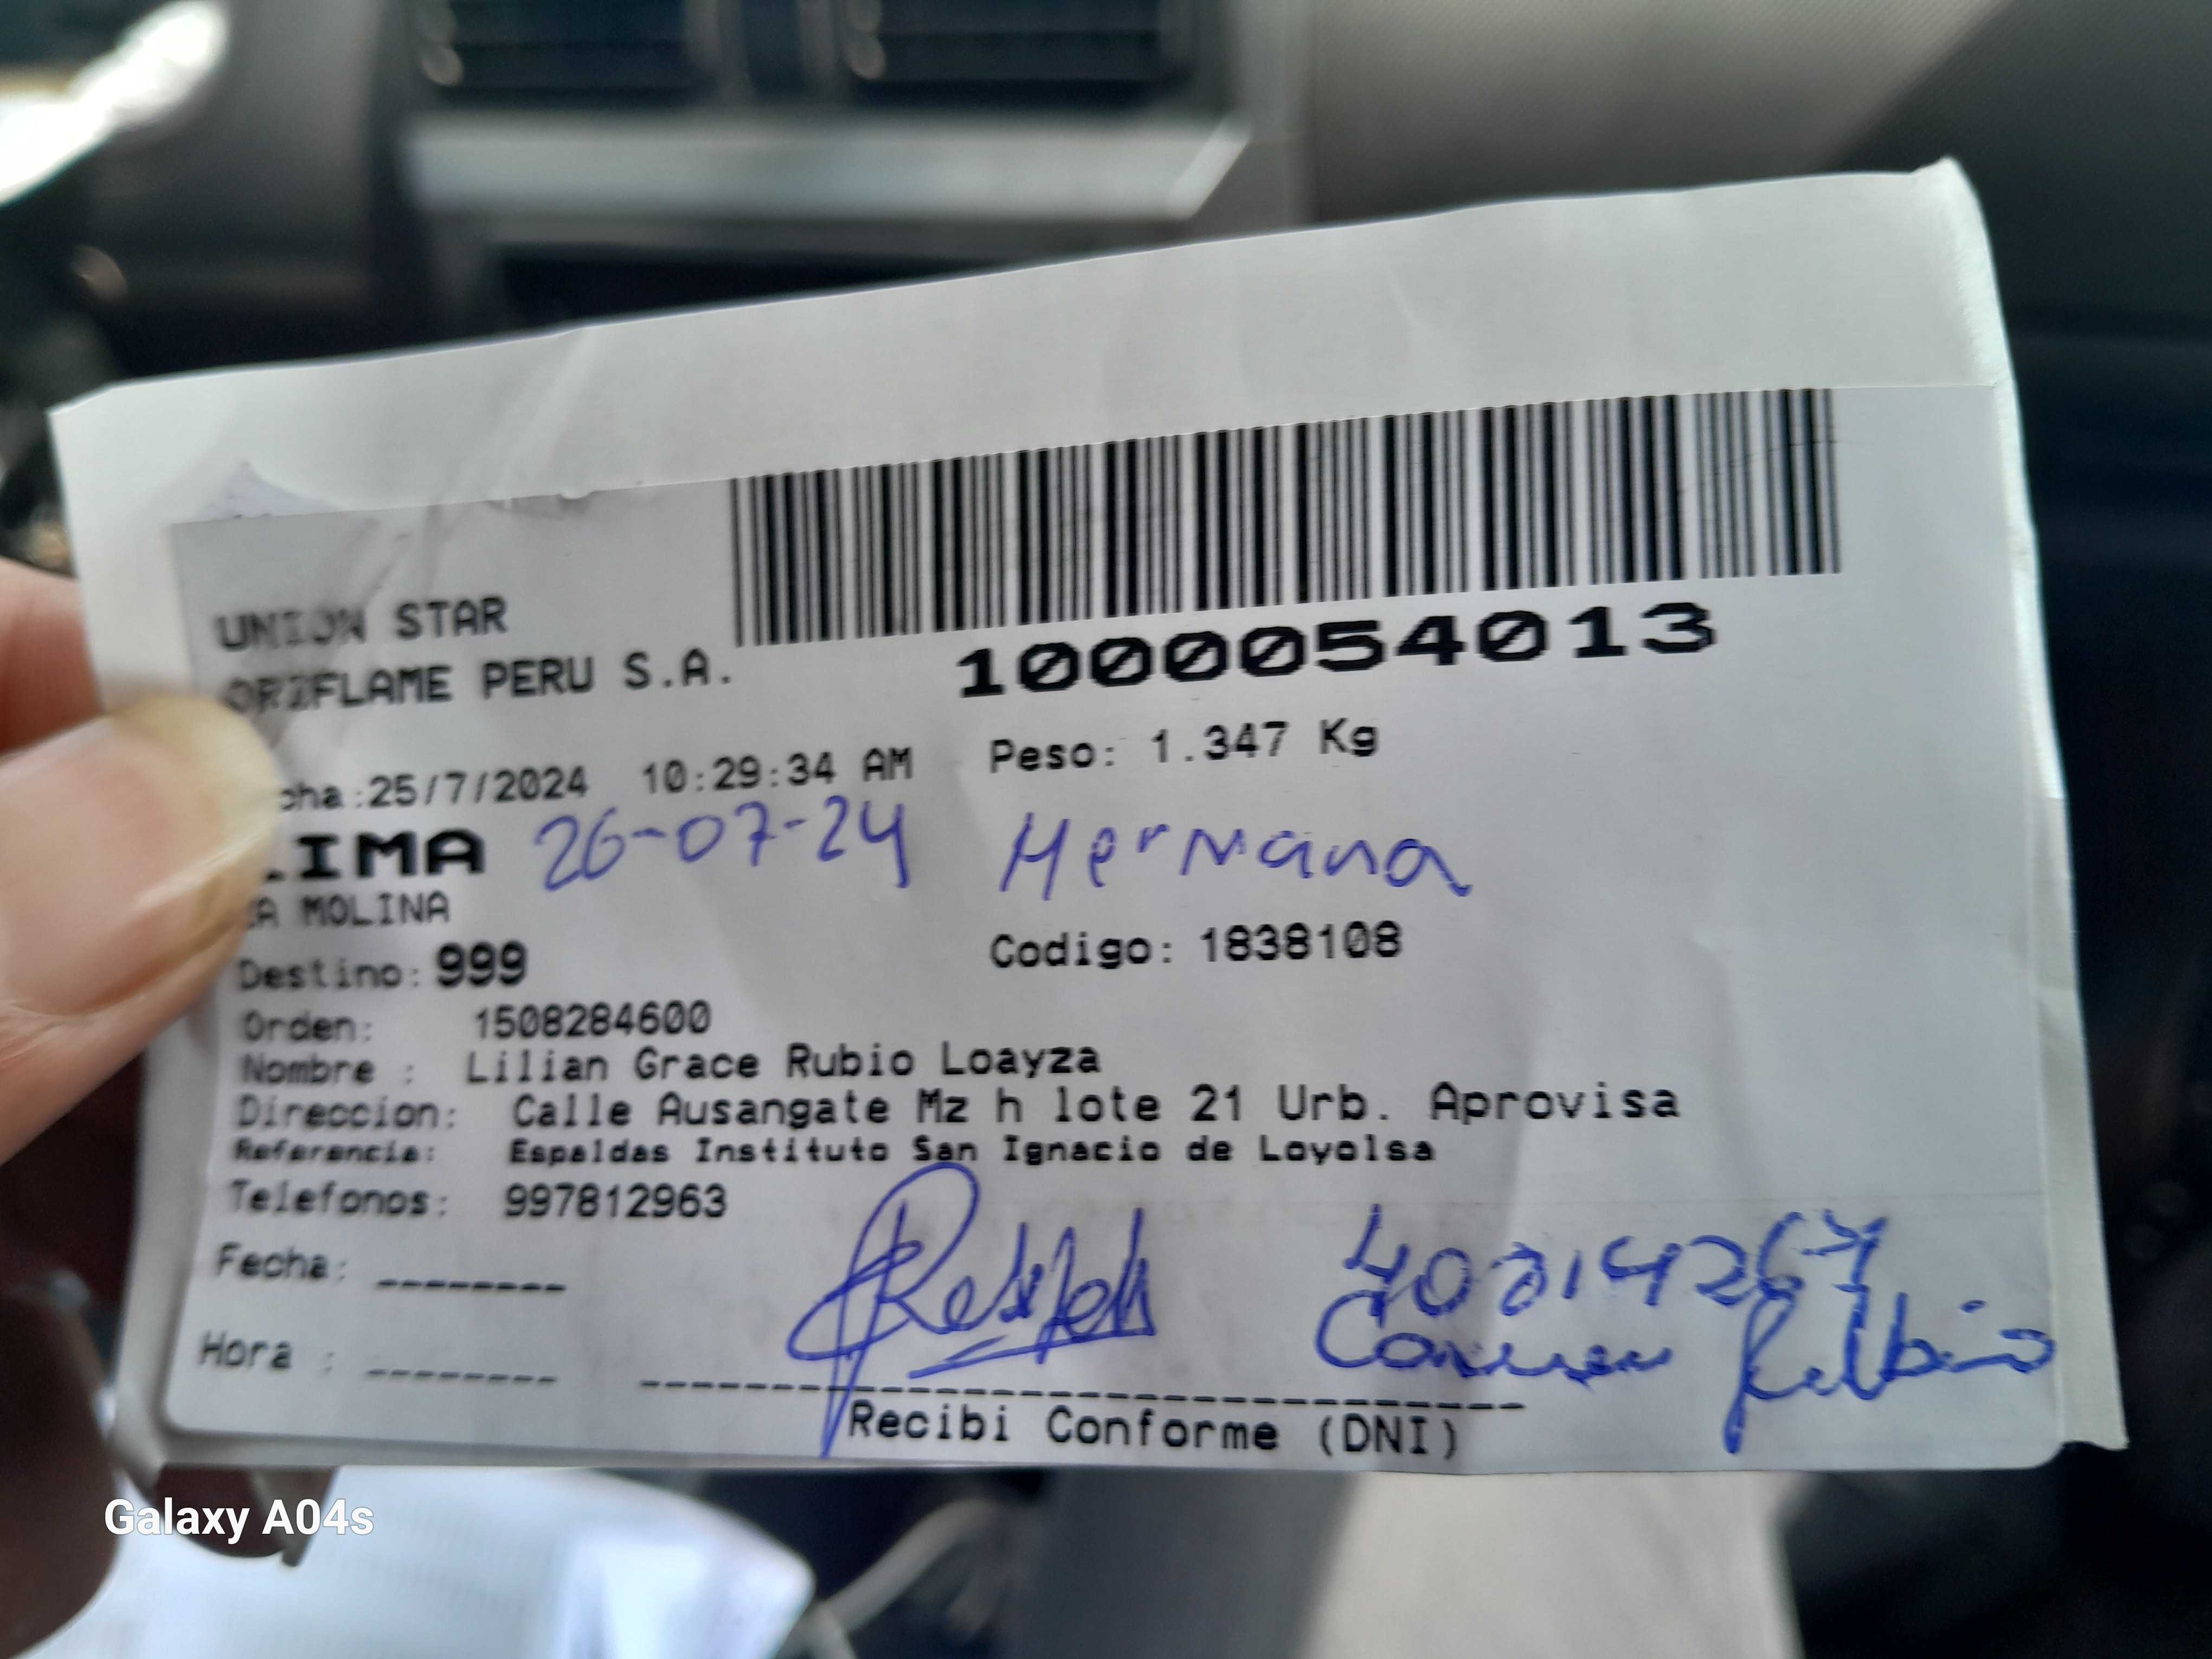 UNION STAR
ORIFLAME PERU S.A.
1000054013
cha:25/7/2024 10:29:34 AM
Peso: 1.347 Kg
LIMA 26-07-24 Hermana
LA MOLINA
Destino: 999
Codigo: 1838108
Orden: 1508284600
Nombre : Lilian Grace Rubio Loayza
Direccion: Calle Ausangate Mz h lote 21 Urb. Aprovisa
Referencia: Espaldas Instituto San Ignacio de Loyolsa
Telefonos: 997812963
Fecha: --------
Hora : --------
Carmen Rubio
Recibi Conforme (DNI)
Galaxy A04s